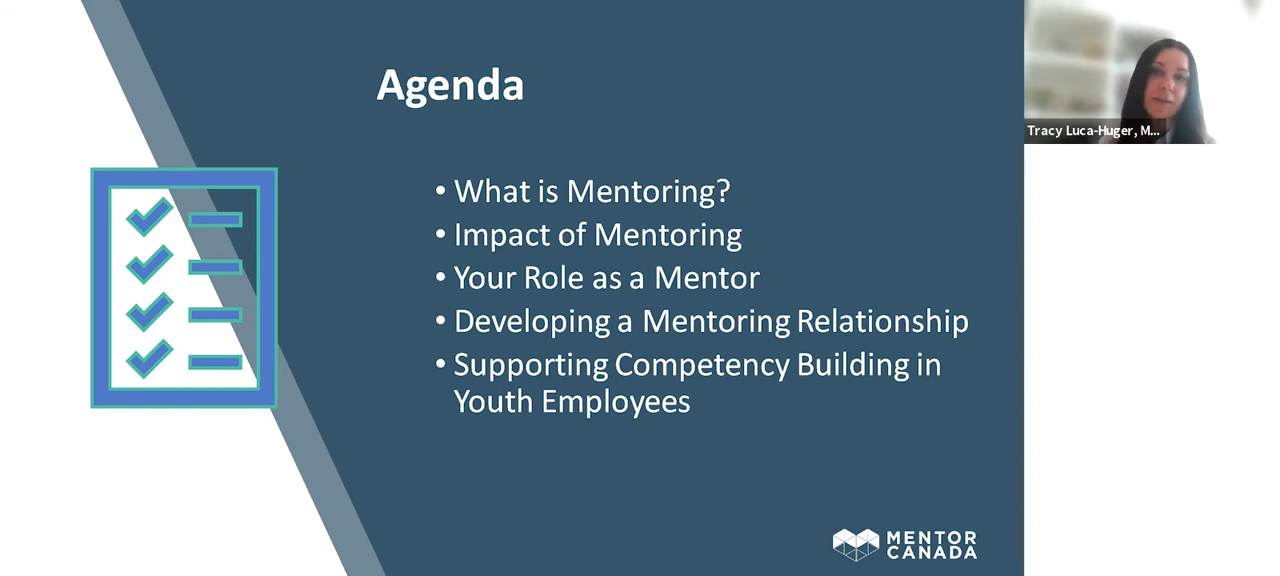 Agenda
• What is Mentoring?
• Impact of Mentoring
• Your Role as a Mentor
• Developing a Mentoring Relationship
• Supporting Competency Building in
Youth Employees
MENTOR
CANADA
Tracy Luca-Huger, M...